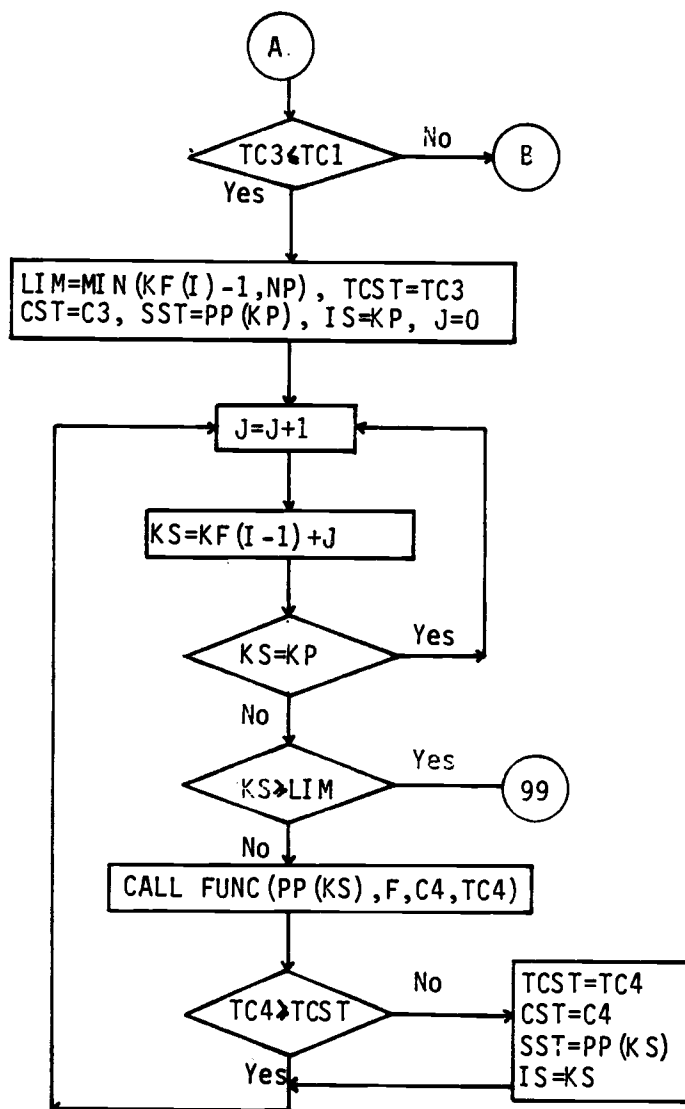 A
TC3≤TC1
No
B
Yes
LIM=MIN(KF(I)-1,NP), TCST=TC3
CST=C3, SST=PP(KP), IS=KP, J=0
J=J+1
KS=KF(I-1)+J
KS=KP
Yes
No
KS≥LIM
Yes
99
No
CALL FUNC(PP(KS),F,C4,TC4)
TC4≥TCST
No
TCST=TC4
CST=C4
SST=PP(KS)
IS=KS
Yes